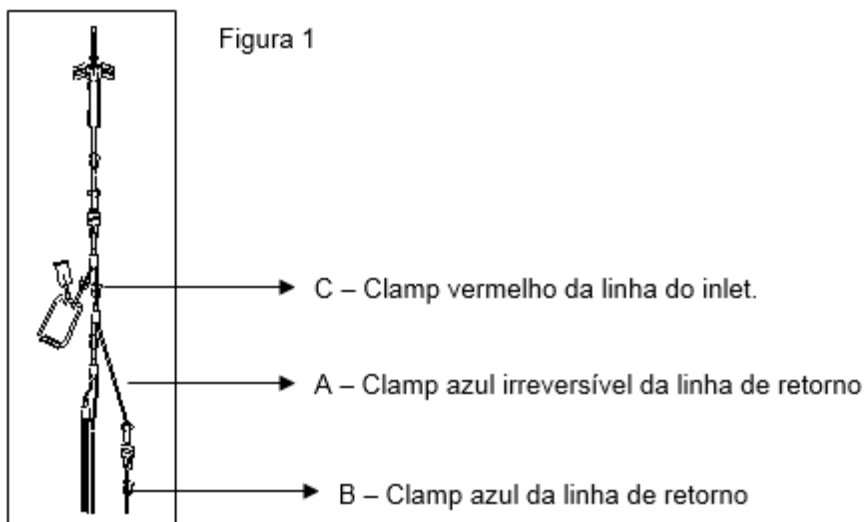 Figura 1
C – Clamp vermelho da linha do inlet.
A – Clamp azul irreversível da linha de retorno
B – Clamp azul da linha de retorno